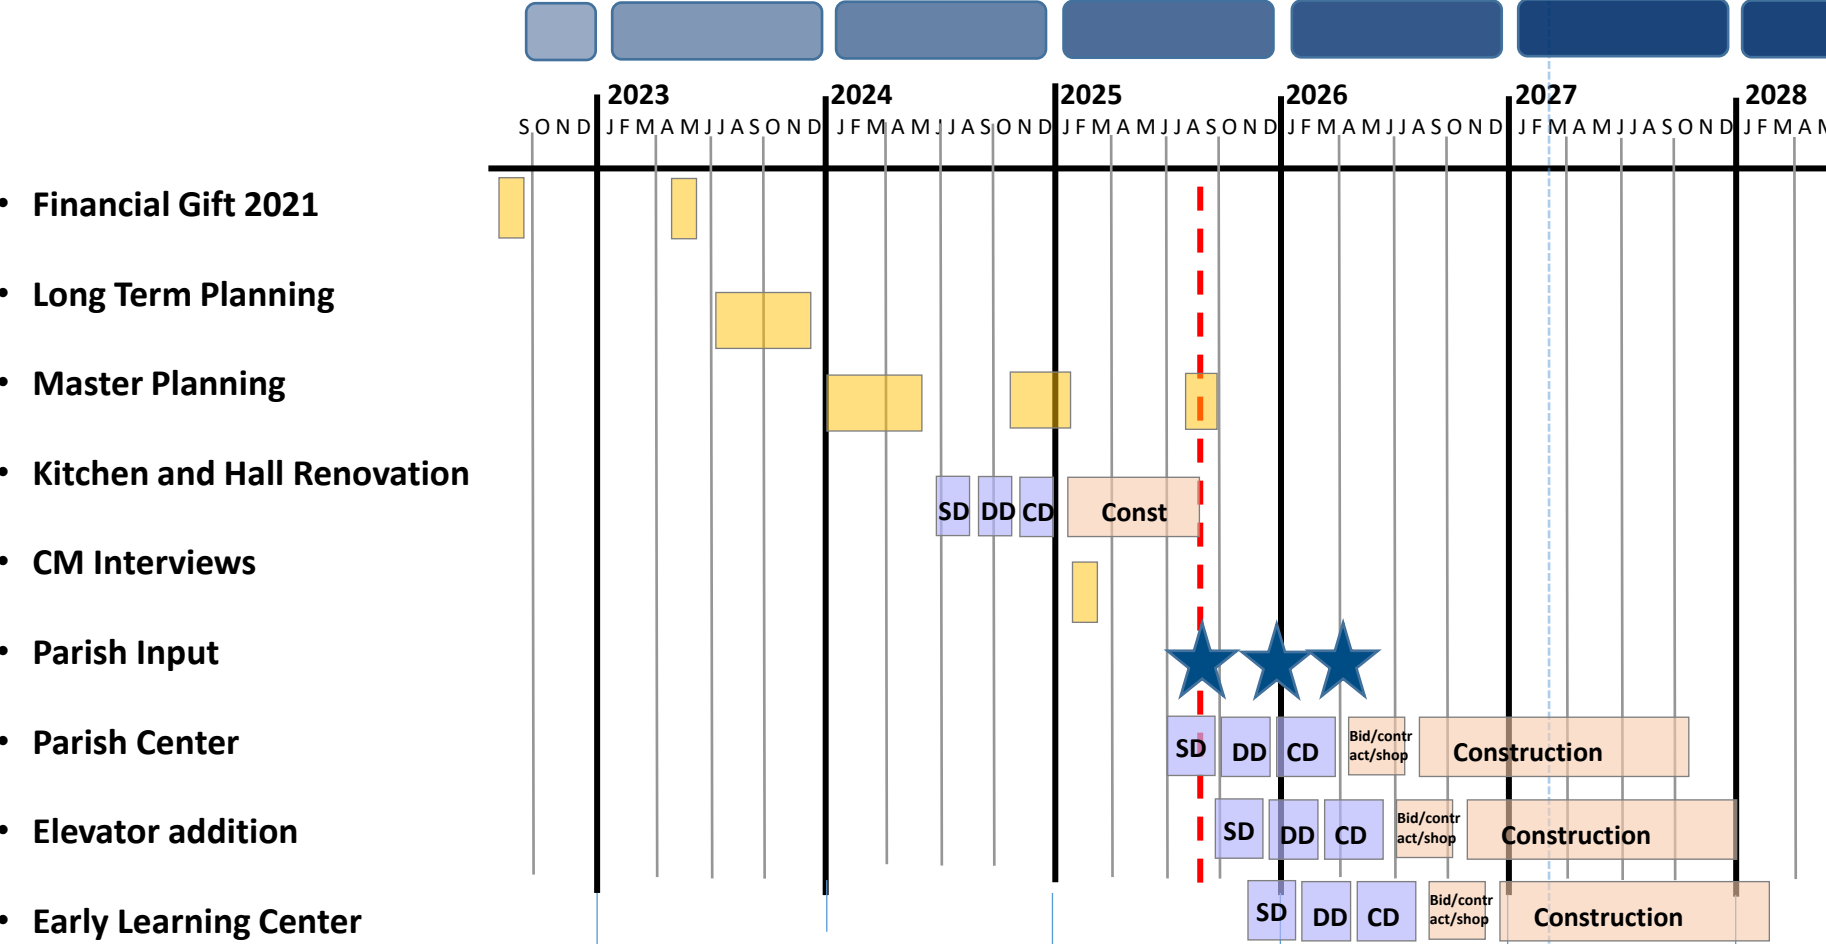 2023 2024 2025 2026 2027 2028
S O N D J F M A M J J A S O N D J F M A M J J A S O N D J F M A M J J A S O N D J F M A M J J A S O N D J F M A M J J A S O N D J F M A M
• Financial Gift 2021
• Long Term Planning
• Master Planning
• Kitchen and Hall Renovation
SD DD CD Const
• CM Interviews
• Parish Input
• Parish Center
SD DD CD Bid/contr
act/shop Construction
• Elevator addition
SD DD CD Bid/contr
act/shop Construction
• Early Learning Center
SD DD CD Bid/contr
act/shop Construction